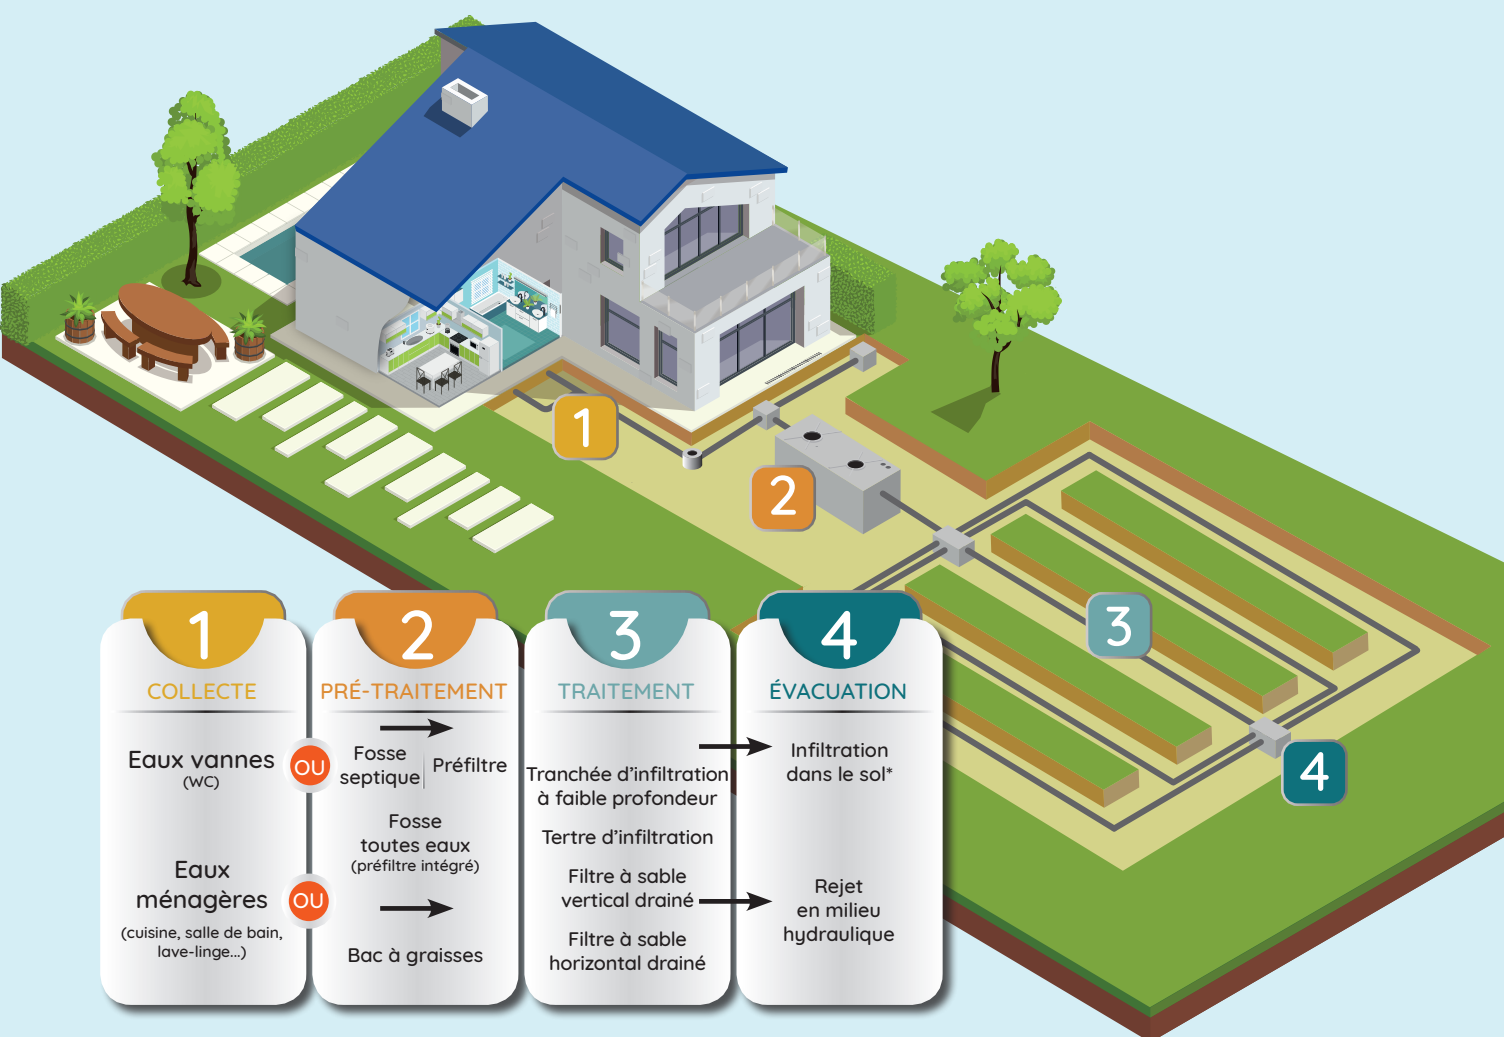 1
2
3
4
1
COLLECTE
Eaux vannes
(WC)
Eaux
ménagères
(cuisine, salle de bain,
lave-linge...)
OU
OU
2
PRÉ-TRAITEMENT
Fosse
septique
Préfiltre
Fosse
toutes eaux
(préfiltre intégré)
Bac à graisses
3
TRAITEMENT
Tranchée d'infiltration
à faible profondeur
Tertre d'infiltration
Filtre à sable
vertical drainé
Filtre à sable
horizontal drainé
4
ÉVACUATION
Infiltration
dans le sol*
Rejet
en milieu
hydraulique